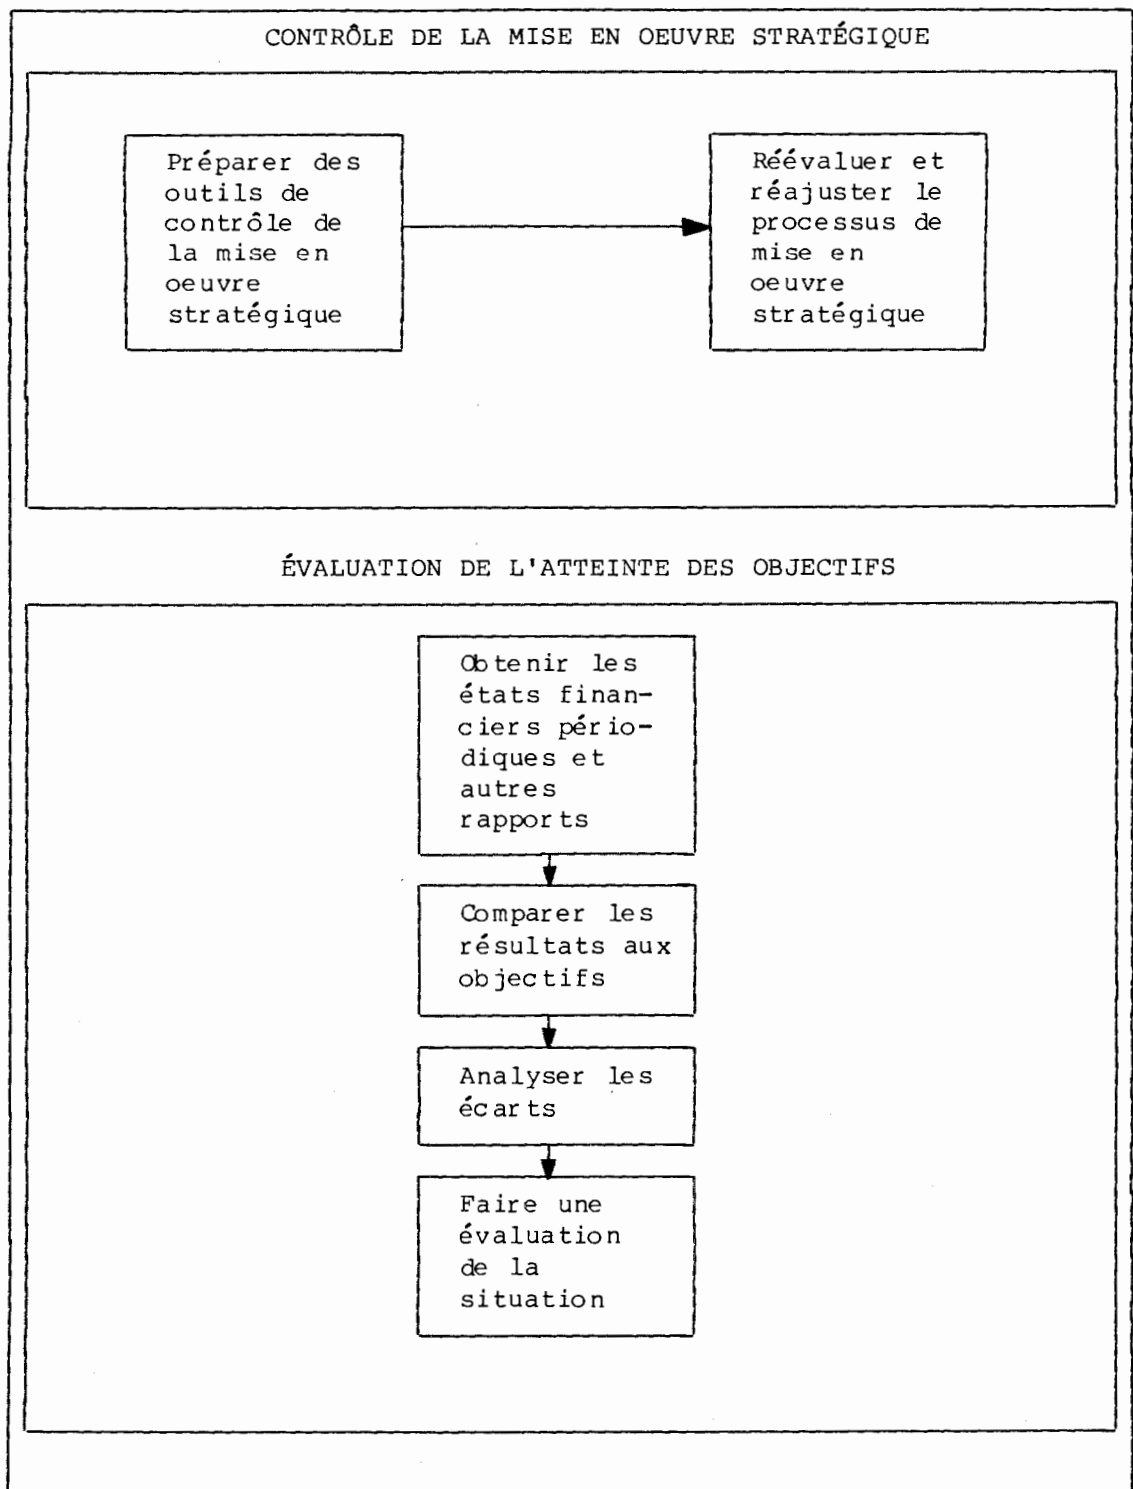 CONTRÔLE DE LA MISE EN OEUVRE STRATÉGIQUE
Préparer des
outils de
contrôle de
la mise en
oeuvre
stratégique
Réévaluer et
réajuster le
processus de
mise en
oeuvre
stratégique
ÉVALUATION DE L'ATTEINTE DES OBJECTIFS
Obtenir les
états finan-
ciers pério-
diques et
autres
rapports
Comparer les
résultats aux
objectifs
Analyser les
écarts
Faire une
évaluation
de la
situation